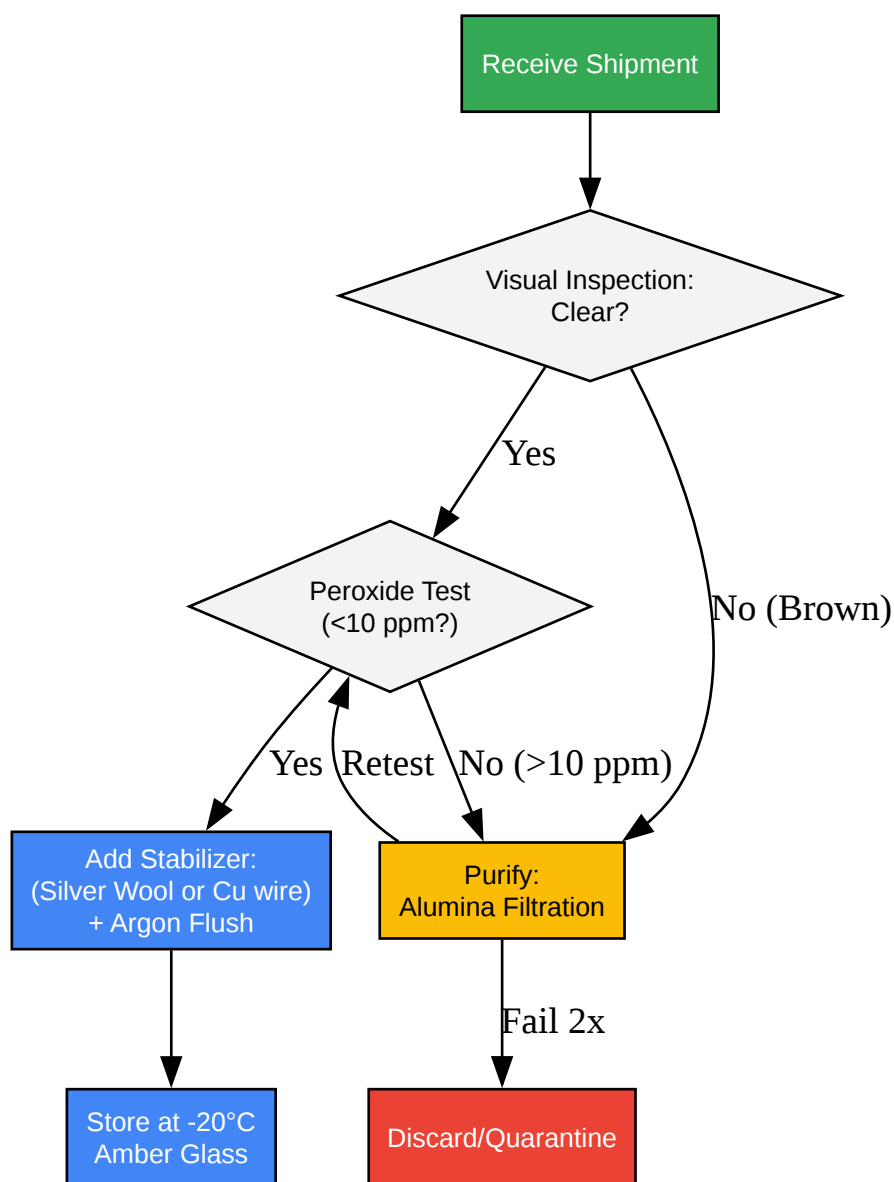 Receive Shipment
Visual Inspection:
Clear?
Yes
No (Brown)
Peroxide Test
(<10 ppm?)
Yes
Retest
No (>10 ppm)
Add Stabilizer:
(Silver Wool or Cu wire)
+ Argon Flush
Purify:
Alumina Filtration
Fail 2x
Store at -20°C
Amber Glass
Discard/Quarantine